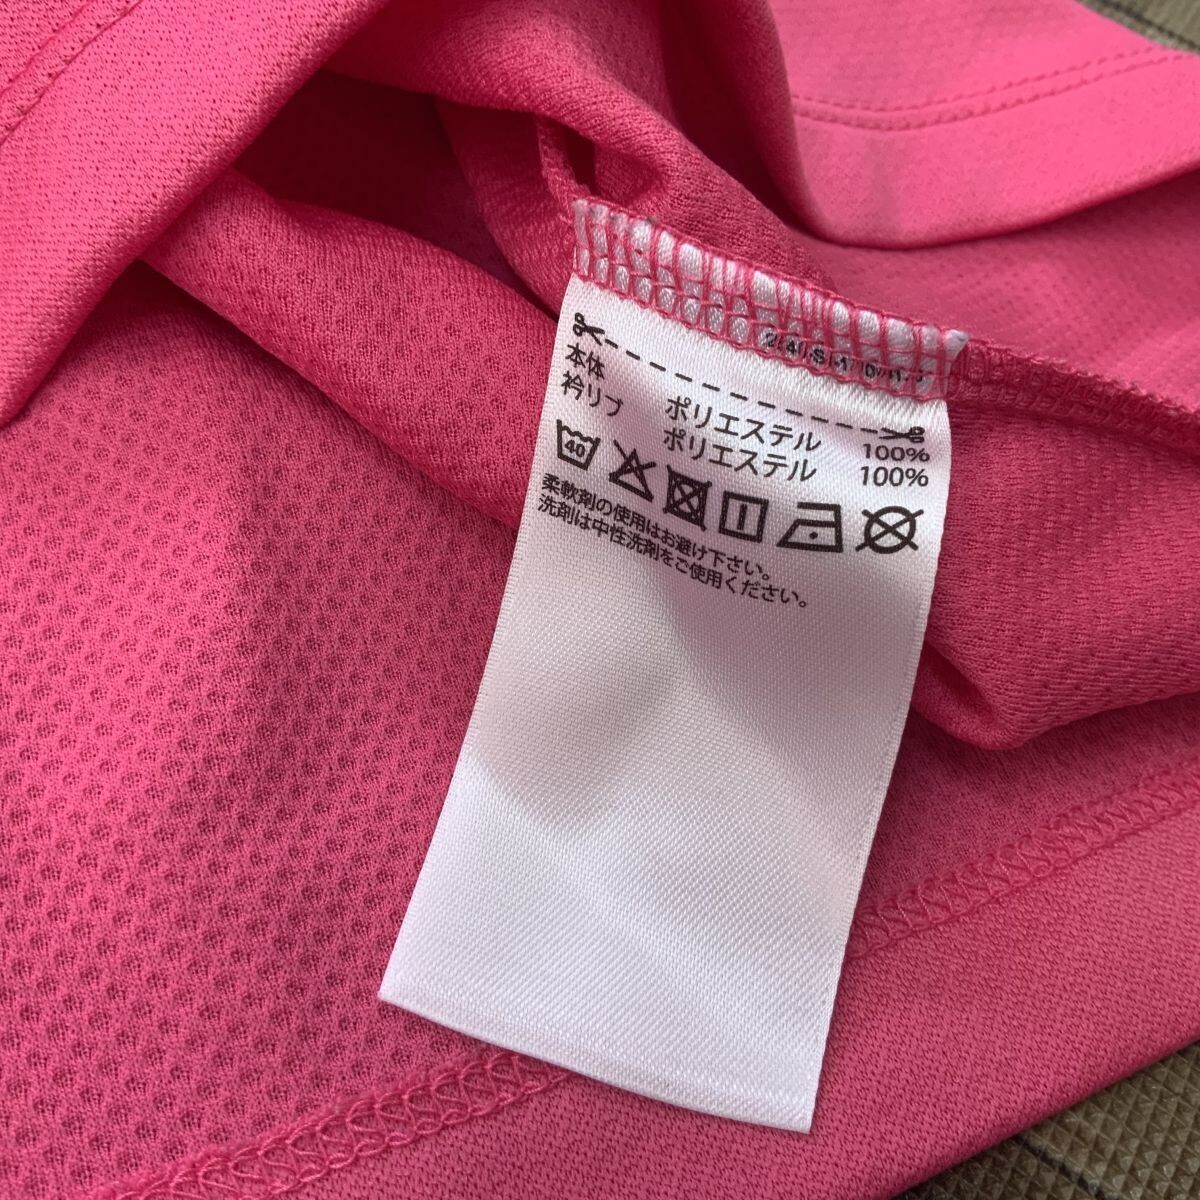 本体 ポリエステル 100%
衿リブ ポリエステル 100%
40
柔軟剤の使用はお避け下さい。
洗剤は中性洗剤をご使用ください。